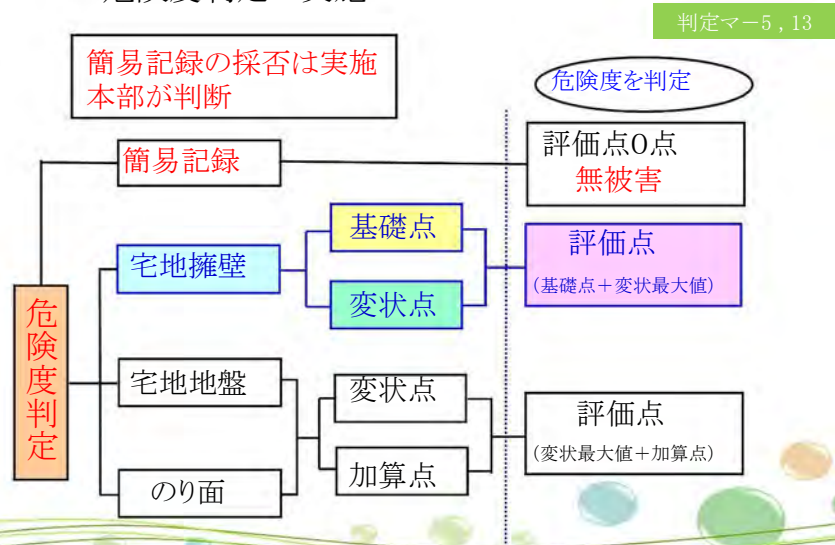 判定マー5,13
簡易記録の採否は実施
本部が判断
危険度を判定
簡易記録
評価点0点
無被害
危険度判定
宅地擁壁
基礎点
変状点
評価点
(基礎点＋変状最大値)
宅地地盤
のり面
変状点
加算点
評価点
(変状最大値＋加算点)